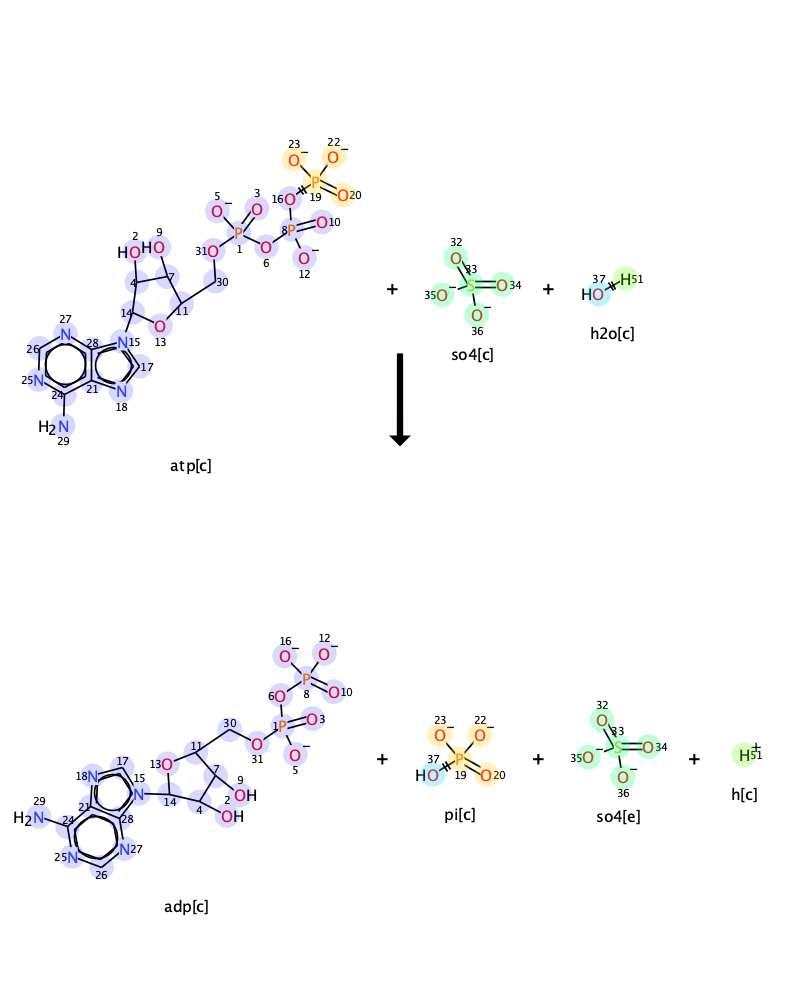 23 O− 22 O−
16 O P 19 O 20
5 O− 3 O
2 HO 9 HO
31 O P 1 O 6 8 P O 10
O− 12
4 7 30
14 11
O 13
32 O
33 S O 34
35 O−
O− 36
+
+
37 HO H 51
h2o[c]
so4[c]
27 N 28 N 15
26 17
25 N 24 21 N 18
H2N 29
atp[c]
16 O− 12 O−
6 O P 8 O 10
30 1 P O 3
O 31 O− 5
11
13 O 7
18 N 17 15 N 14 4
9 OH
2 OH
29 H2N 24 21 28
25 N N 27
26
adp[c]
+
23 O− 22 O−
37 HO P 19 O 20
pi[c]
+
32 O
33 S O 34
35 O−
O− 36
so4[e]
+
H+ 51
h[c]